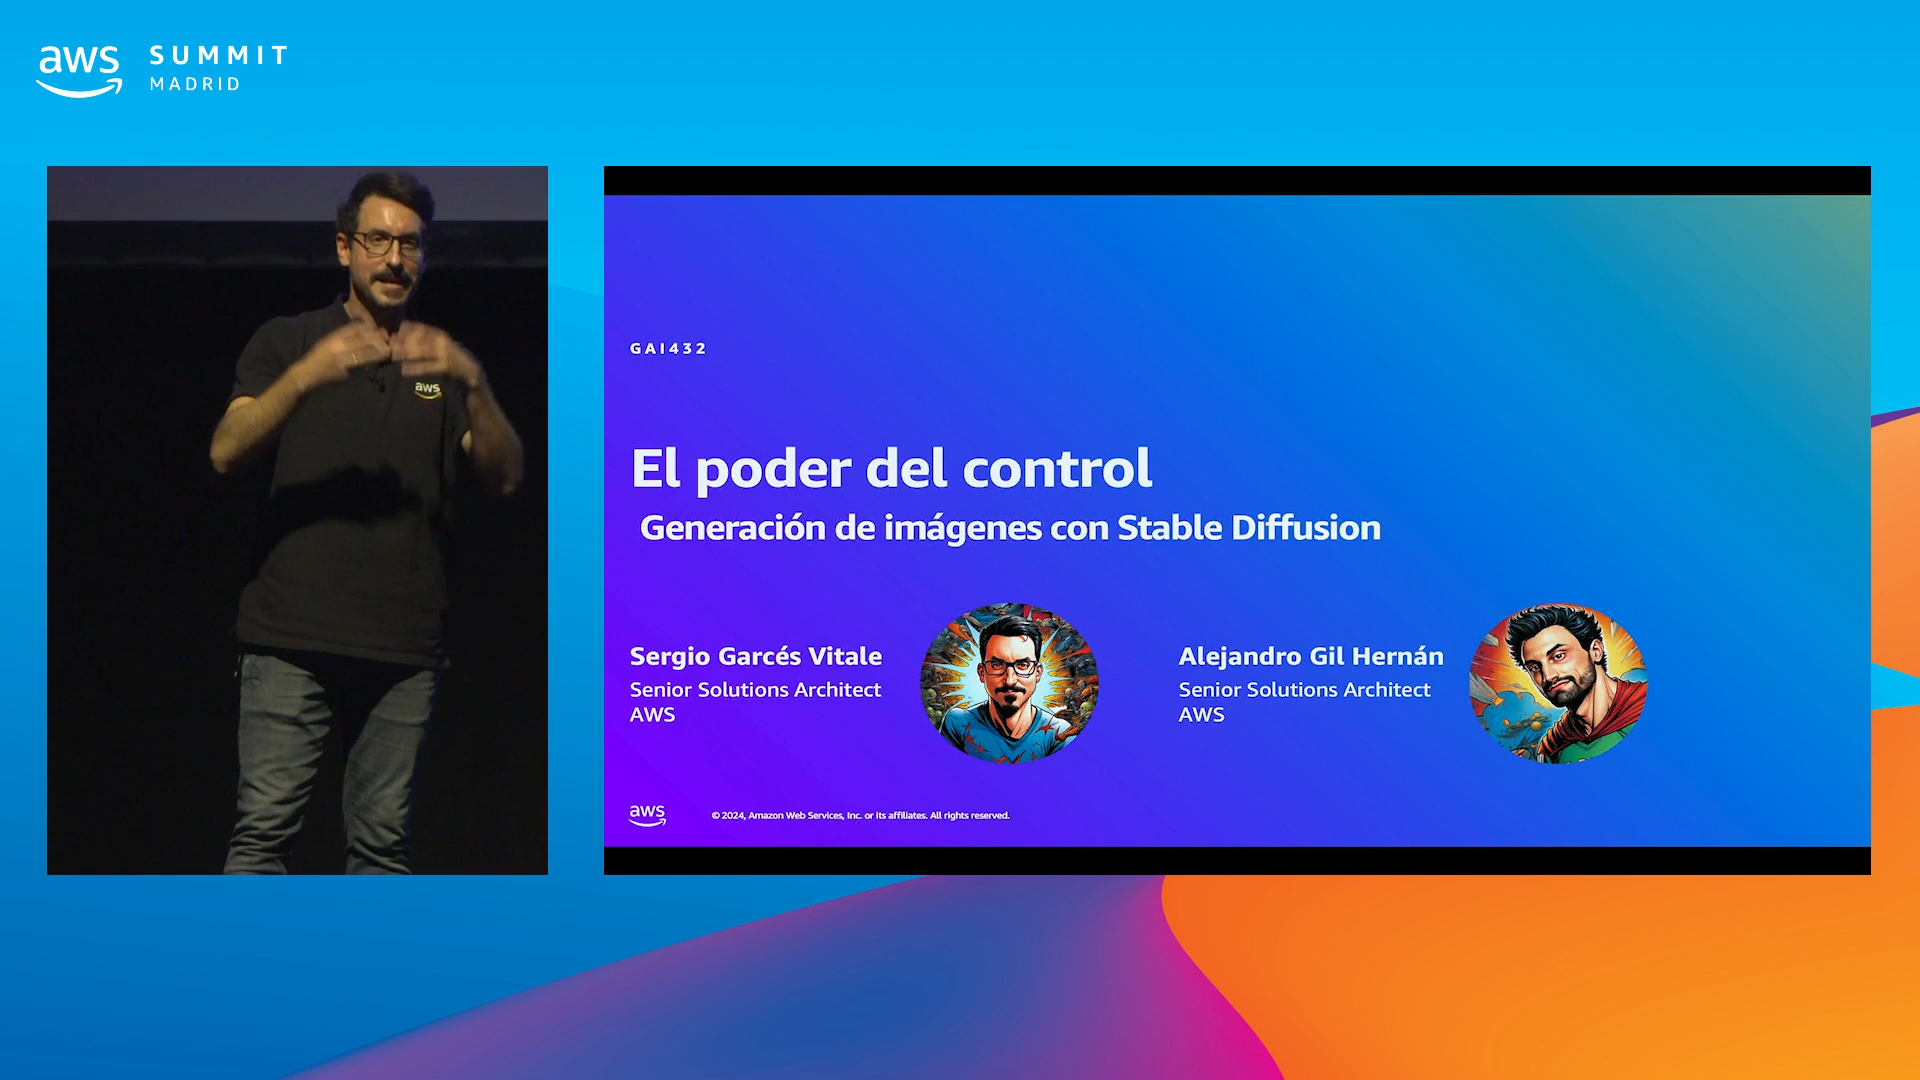 aws SUMMIT
MADRID
aws
GAI432
El poder del control
Generación de imágenes con Stable Diffusion
Sergio Garcés Vitale
Senior Solutions Architect
AWS
Alejandro Gil Hernán
Senior Solutions Architect
AWS
aws
© 2024, Amazon Web Services, Inc. or its affiliates. All rights reserved.